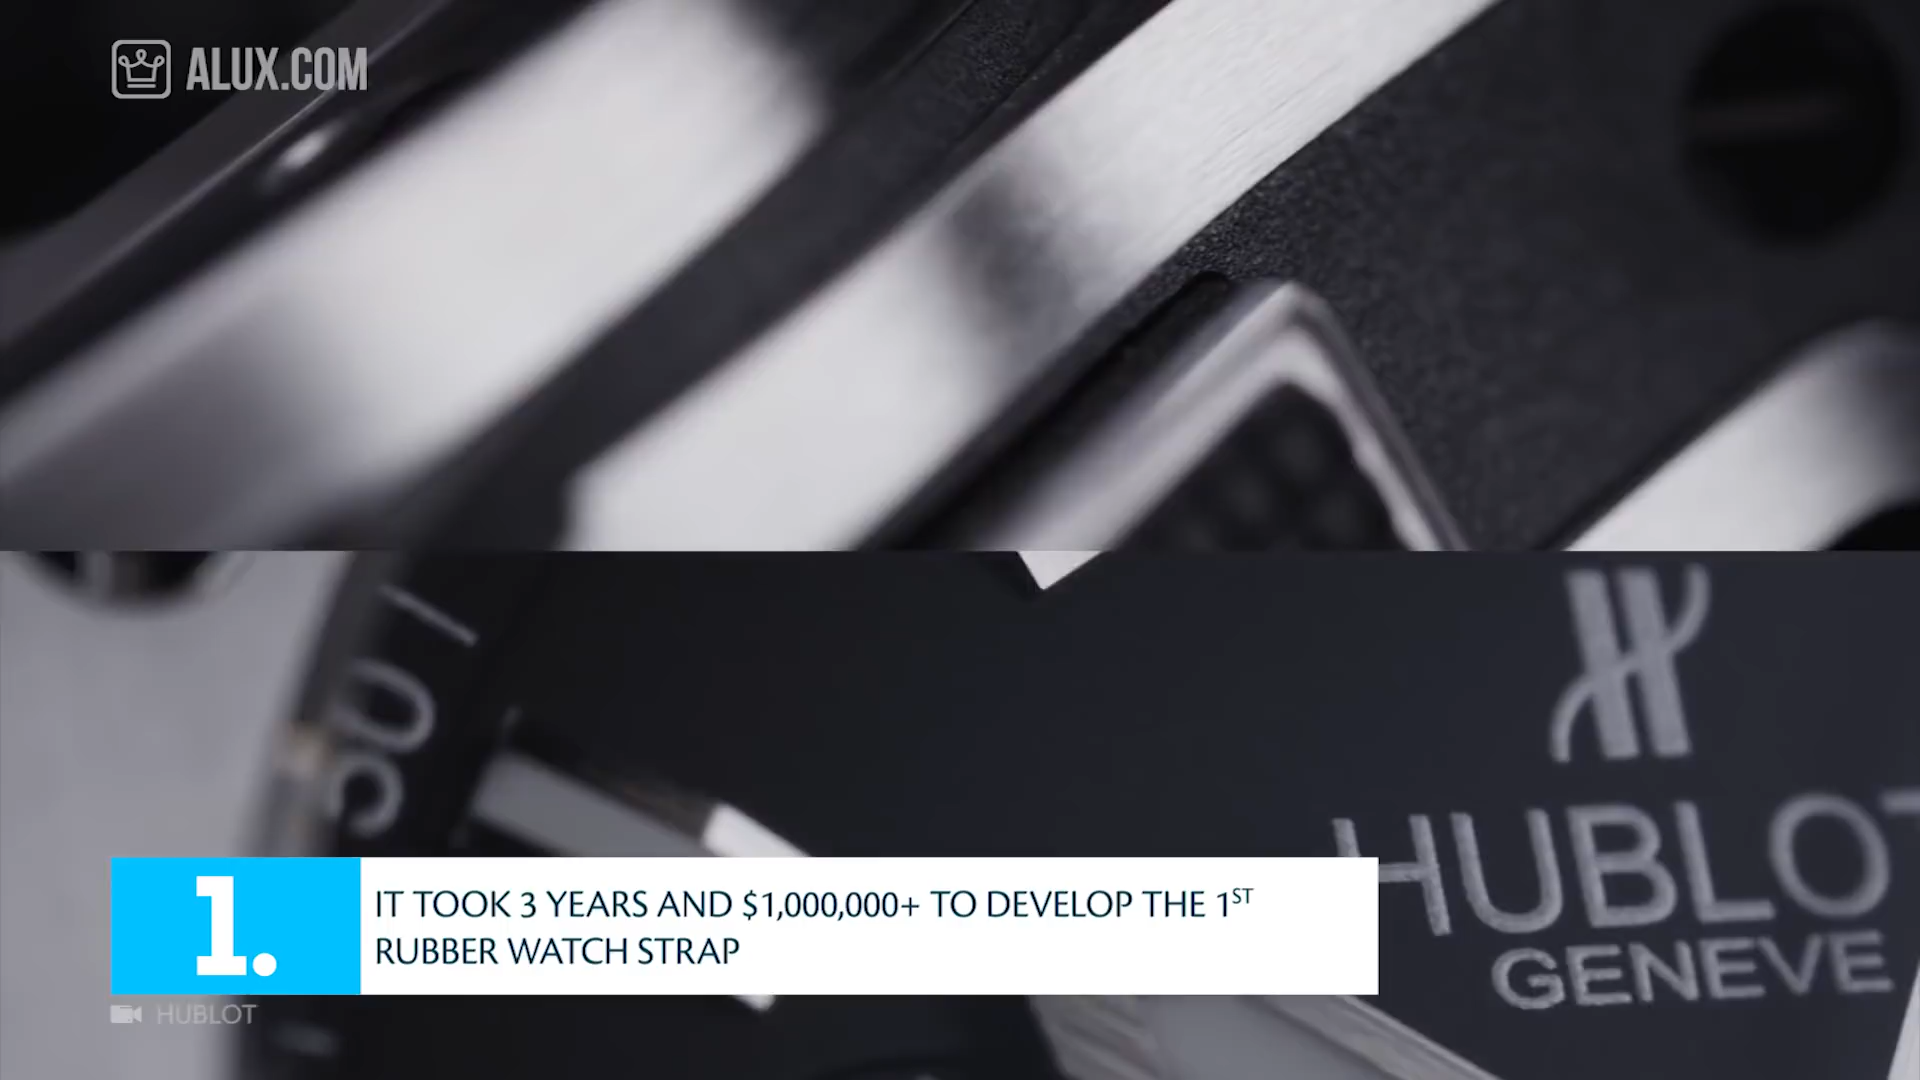 ALUX.COM
HUBLOT
GENEVE
1.
IT TOOK 3 YEARS AND $1,000,000+ TO DEVELOP THE 1ST
RUBBER WATCH STRAP
HUBLOT